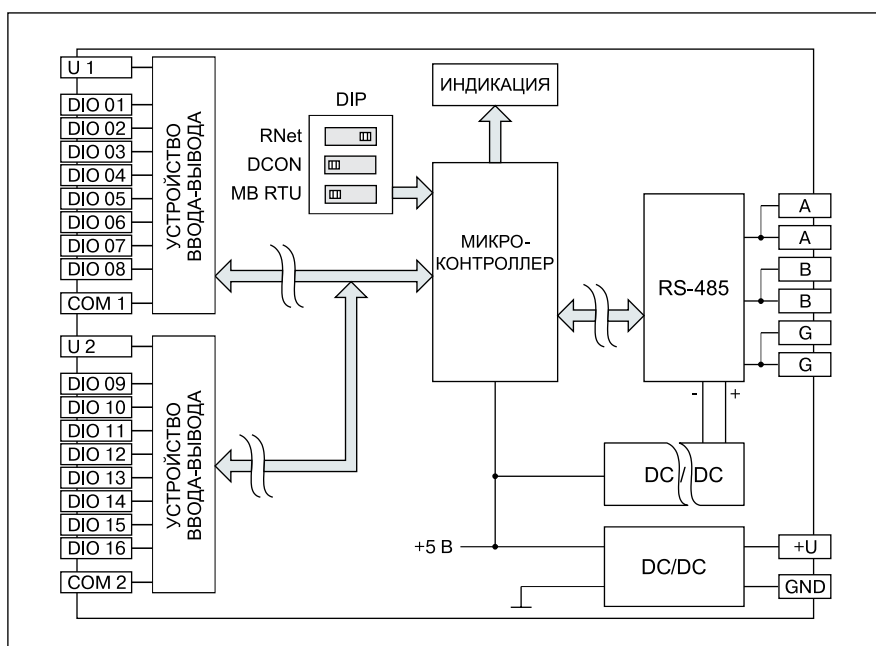 U 1
DIO 01
DIO 02
DIO 03
DIO 04
DIO 05
DIO 06
DIO 07
DIO 08
COM 1
УСТРОЙСТВО
ВВОДА-ВЫВОДА
U 2
DIO 09
DIO 10
DIO 11
DIO 12
DIO 13
DIO 14
DIO 15
DIO 16
COM 2
УСТРОЙСТВО
ВВОДА-ВЫВОДА
DIP
RNet
DCON
MB RTU
ИНДИКАЦИЯ
МИКРО-
КОНТРОЛЛЕР
RS-485
A
A
B
B
G
G
- +
DC / DC
+5 В
DC/DC
+U
GND